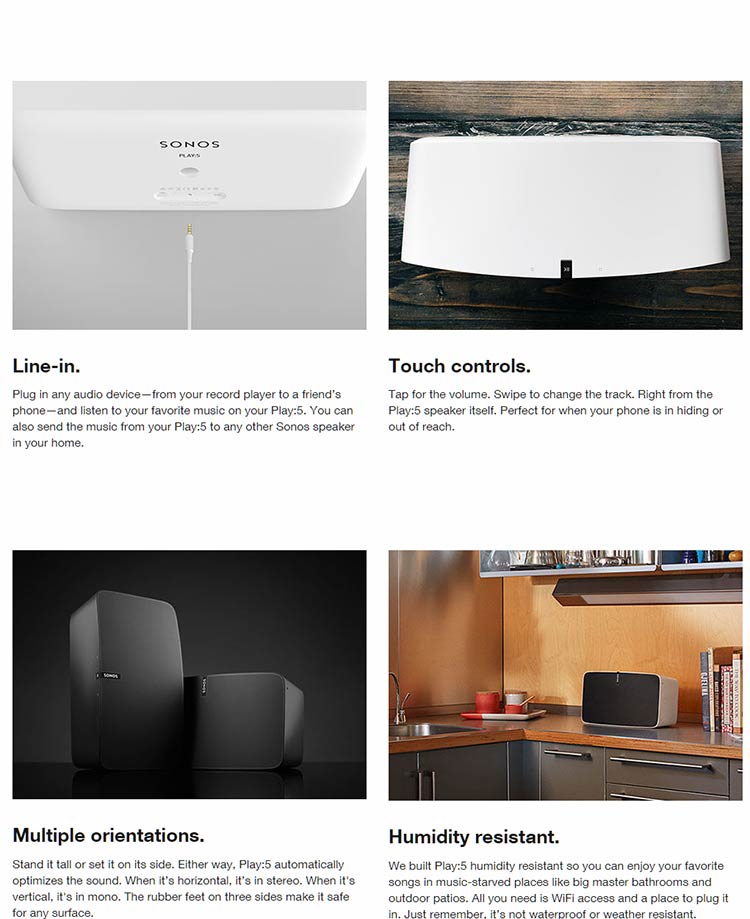 SONOS
PLAY:5
Line-in.
Plug in any audio device—from your record player to a friend's
phone—and listen to your favorite music on your Play:5. You can
also send the music from your Play:5 to any other Sonos speaker
in your home.
Touch controls.
Tap for the volume. Swipe to change the track. Right from the
Play:5 speaker itself. Perfect for when your phone is in hiding or
out of reach.
SONOS
Multiple orientations.
Stand it tall or set it on its side. Either way, Play:5 automatically
optimizes the sound. When it's horizontal, it's in stereo. When it's
vertical, it's in mono. The rubber feet on three sides make it safe
for any surface.
Humidity resistant.
We built Play:5 humidity resistant so you can enjoy your favorite
songs in music-starved places like big master bathrooms and
outdoor patios. All you need is WiFi access and a place to plug it
in. Just remember, it's not waterproof or weather resistant.